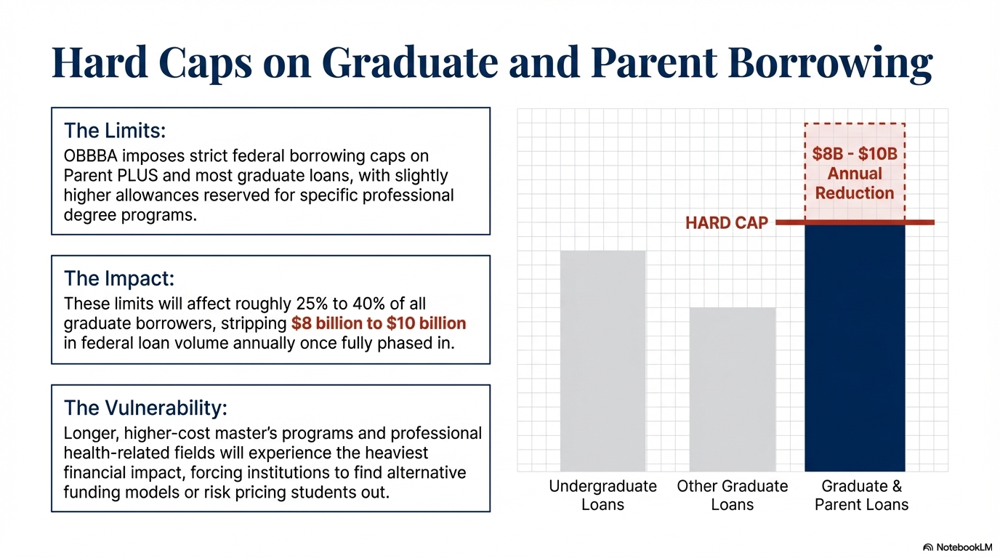 Hard Caps on Graduate and Parent Borrowing
The Limits:
OBBBA imposes strict federal borrowing caps on
Parent PLUS and most graduate loans, with slightly
higher allowances reserved for specific professional
degree programs.
The Impact:
These limits will affect roughly 25% to 40% of all
graduate borrowers, stripping $8 billion to $10 billion
in federal loan volume annually once fully phased in.
The Vulnerability:
Longer, higher-cost master's programs and professional
health-related fields will experience the heaviest
financial impact, forcing institutions to find alternative
funding models or risk pricing students out.
$8B - $10B
Annual
Reduction
HARD CAP
Undergraduate
Loans
Other Graduate
Loans
Graduate &
Parent Loans
NotebookLM